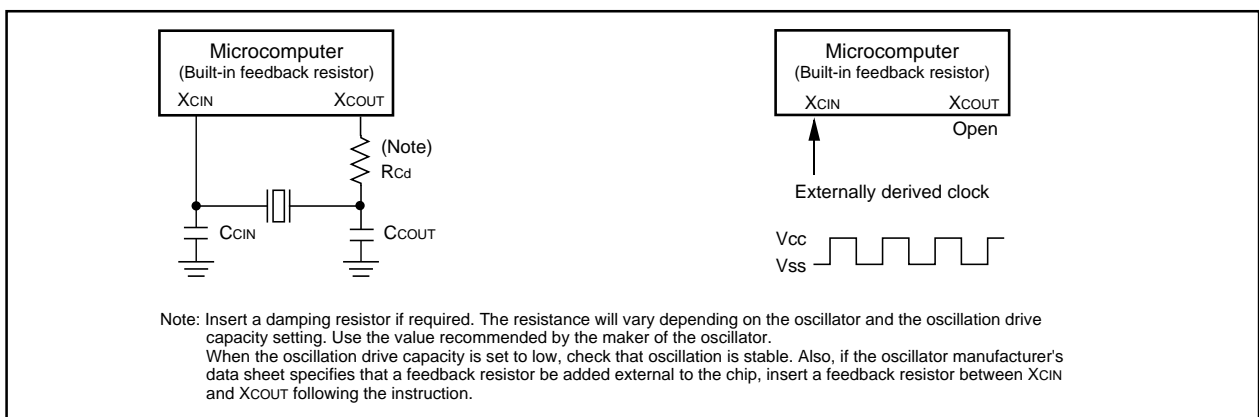 Microcomputer
(Built-in feedback resistor)
XCIN XCOUT
(Note)
RCd
CCIN CCOUT
Microcomputer
(Built-in feedback resistor)
XCIN XCOUT
Open
Externally derived clock
Vcc
Vss
Note: Insert a damping resistor if required. The resistance will vary depending on the oscillator and the oscillation drive
capacity setting. Use the value recommended by the maker of the oscillator.
When the oscillation drive capacity is set to low, check that oscillation is stable. Also, if the oscillator manufacturer's
data sheet specifies that a feedback resistor be added external to the chip, insert a feedback resistor between XCIN
and XCOUT following the instruction.